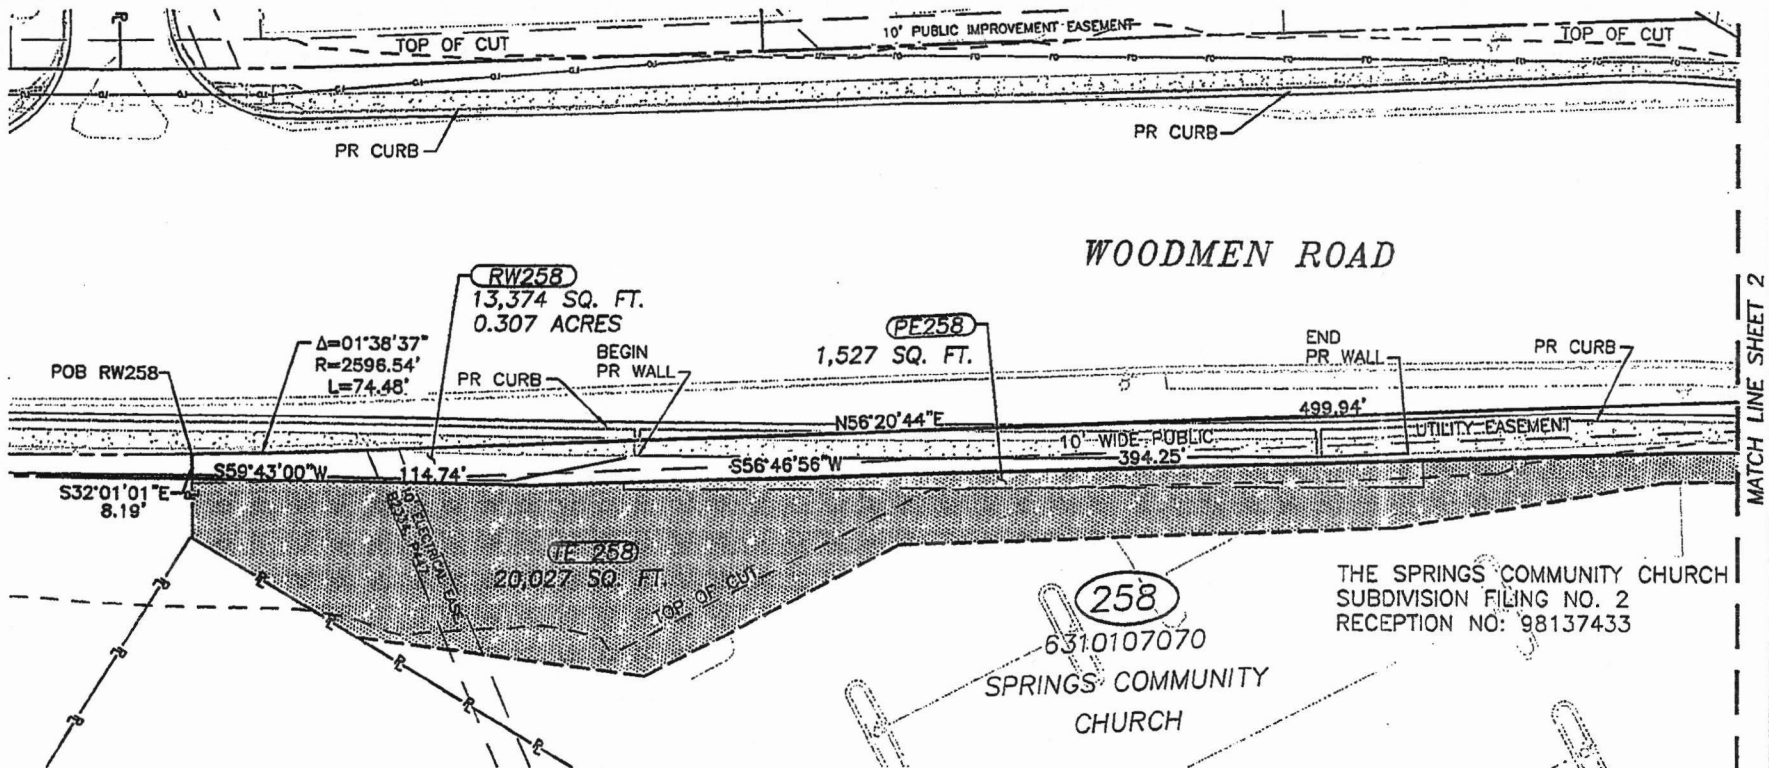 TOP OF CUT
10' PUBLIC IMPROVEMENT EASEMENT
TOP OF CUT
PR CURB
PR CURB
WOODMEN ROAD
RW258
13,374 SQ. FT.
0.307 ACRES
PE258
1,527 SQ. FT.
Δ=01°38'37"
R=2596.54'
L=74.48'
POB RW258
PR CURB
BEGIN
PR WALL
END
PR WALL
PR CURB
MATCH LINE SHEET 2
N56°20'44"E
499.94'
10' WIDE PUBLIC
UTILITY EASEMENT
S59°43'00"W
114.74'
S56°46'56"W
394.25'
S32°01'01"E
8.19'
ELECTRICAL EASE.
TE 258
20,027 SQ. FT.
TOP OF CUT
258
6310107070
SPRINGS COMMUNITY
CHURCH
THE SPRINGS COMMUNITY CHURCH
SUBDIVISION FILING NO. 2
RECEPTION NO: 98137433